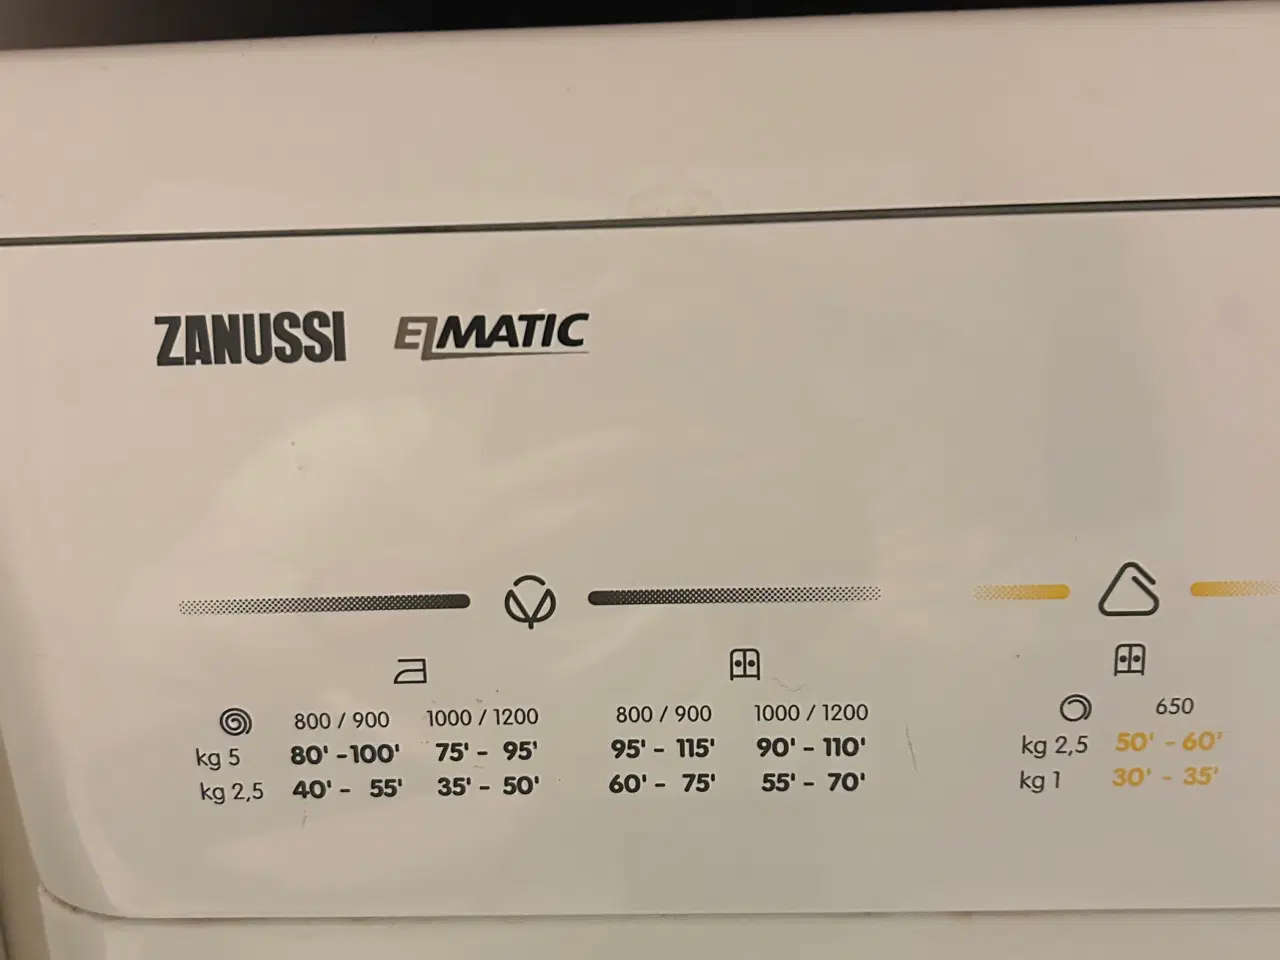 ZANUSSI EZMATIC
800 / 900 1000 / 1200 800 / 900 1000 / 1200 650
kg 5 80' - 100' 75' - 95' 95' - 115' 90' - 110' kg 2,5 50' - 60'
kg 2,5 40' - 55' 35' - 50' 60' - 75' 55' - 70' kg 1 30' - 35'